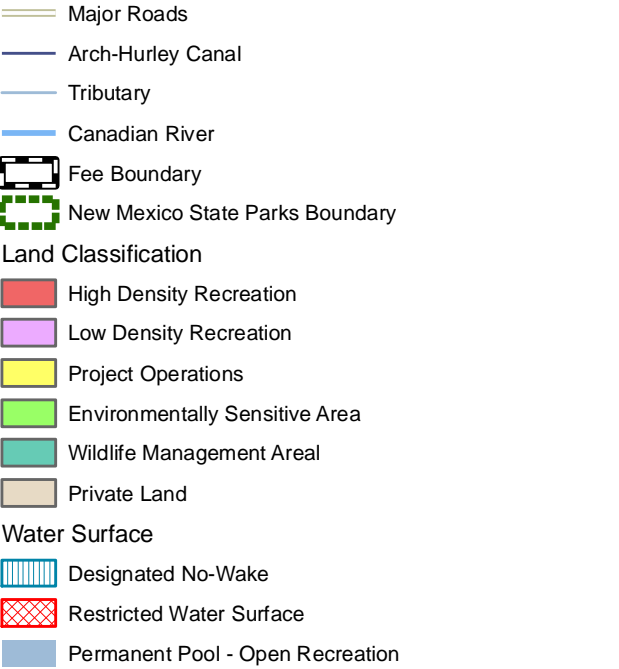 Major Roads
Arch-Hurley Canal
Tributary
Canadian River
Fee Boundary
New Mexico State Parks Boundary
Land Classification
High Density Recreation
Low Density Recreation
Project Operations
Environmentally Sensitive Area
Wildlife Management Areal
Private Land
Water Surface
Designated No-Wake
Restricted Water Surface
Permanent Pool - Open Recreation